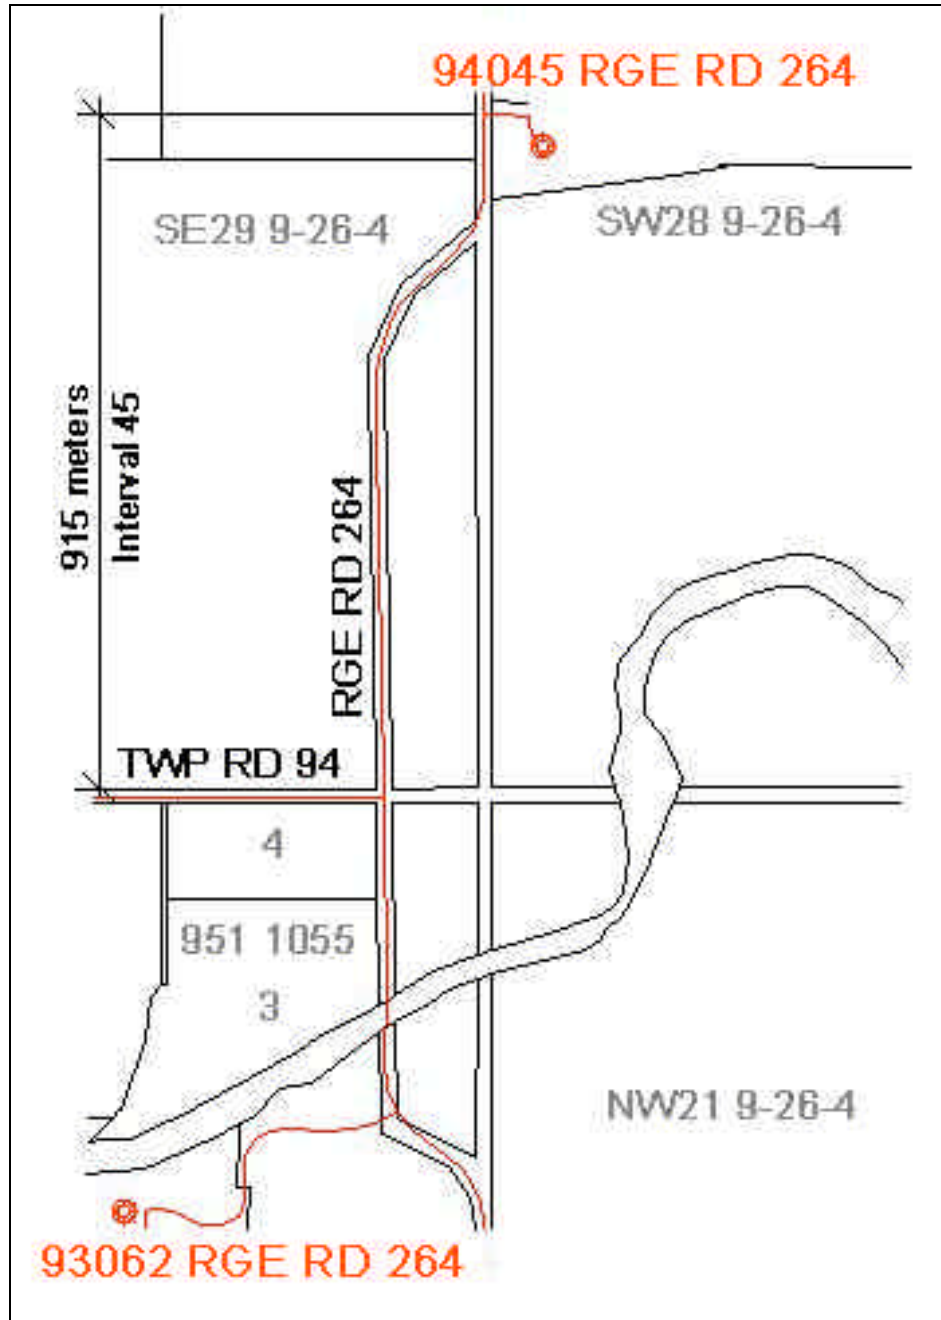 94045 RGE RD 264
SE29 9-26-4
SW28 9-26-4
915 meters
Interval 45
RGE RD 264
TWP RD 94
4
951 1055
3
NW21 9-26-4
93062 RGE RD 264